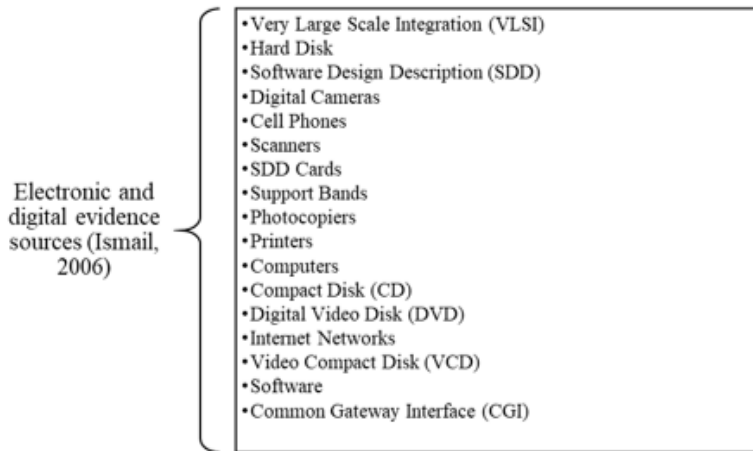 Electronic and
digital evidence
sources (Ismail,
2006)
•Very Large Scale Integration (VLSI)
•Hard Disk
•Software Design Description (SDD)
•Digital Cameras
•Cell Phones
•Scanners
•SDD Cards
•Support Bands
•Photocopiers
•Printers
•Computers
•Compact Disk (CD)
•Digital Video Disk (DVD)
•Internet Networks
•Video Compact Disk (VCD)
•Software
•Common Gateway Interface (CGI)